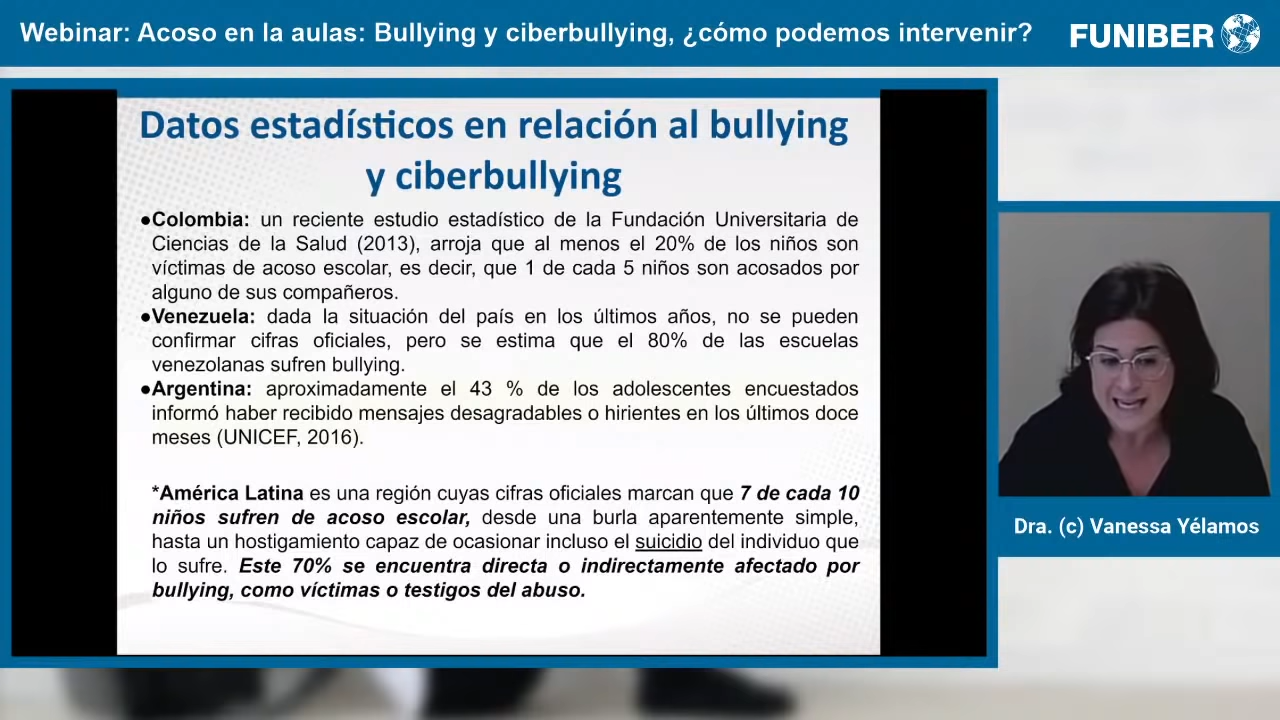 Webinar: Acoso en la aulas: Bullying y ciberbullying, ¿cómo podemos intervenir?
FUNIBER
Datos estadísticos en relación al bullying
y ciberbullying
●Colombia: un reciente estudio estadístico de la Fundación Universitaria de
Ciencias de la Salud (2013), arroja que al menos el 20% de los niños son
víctimas de acoso escolar, es decir, que 1 de cada 5 niños son acosados por
alguno de sus compañeros.
●Venezuela: dada la situación del país en los últimos años, no se pueden
confirmar cifras oficiales, pero se estima que el 80% de las escuelas
venezolanas sufren bullying.
●Argentina: aproximadamente el 43 % de los adolescentes encuestados
informó haber recibido mensajes desagradables o hirientes en los últimos doce
meses (UNICEF, 2016).
*América Latina es una región cuyas cifras oficiales marcan que 7 de cada 10
niños sufren de acoso escolar, desde una burla aparentemente simple,
hasta un hostigamiento capaz de ocasionar incluso el suicidio del individuo que
lo sufre. Este 70% se encuentra directa o indirectamente afectado por
bullying, como víctimas o testigos del abuso.
Dra. (c) Vanessa Yélamos